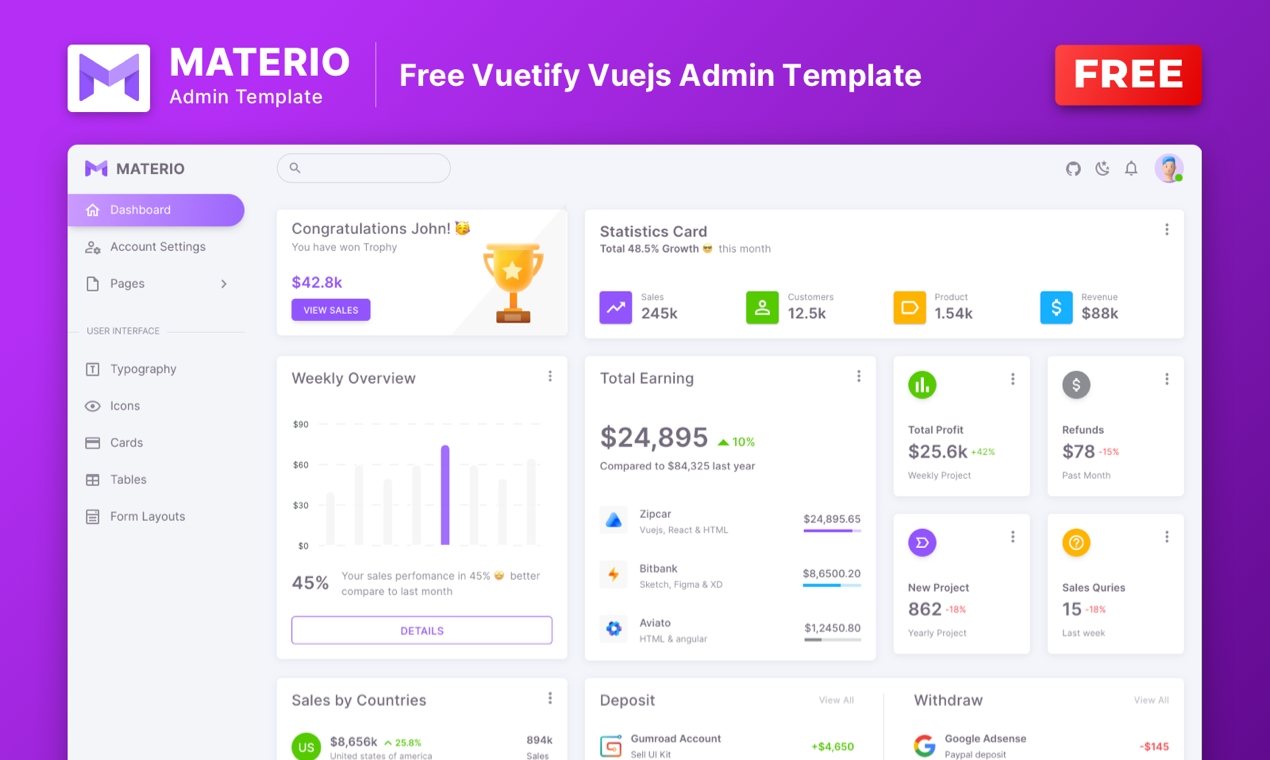 MATERIO
Admin Template
Free Vuetify Vuejs Admin Template
FREE
MATERIO
Dashboard
Account Settings
Pages
USER INTERFACE
Typography
Icons
Cards
Tables
Form Layouts
Congratulations John! 🥳
You have won Trophy
$42.8k
VIEW SALES
Statistics Card
Total 48.5% Growth 😎 this month
Sales
245k
Customers
12.5k
Product
1.54k
Revenue
$88k
Weekly Overview
$90
$60
$30
$0
45%
Your sales perfomance in 45% 🤩 better
compare to last month
DETAILS
Total Earning
$24,895 10%
Compared to $84,325 last year
Zipcar
Vuejs, React & HTML
$24,895.65
Bitbank
Sketch, Figma & XD
$8,6500.20
Aviato
HTML & angular
$1,2450.80
Total Profit
$25.6k +42%
Weekly Project
Refunds
$78 -15%
Past Month
New Project
862 -18%
Yearly Project
Sales Quries
15 -18%
Last week
Sales by Countries
US
$8,656k 25.8%
United states of america
894k
Sales
Deposit
View All
Gumroad Account
Sell UI Kit
+$4,650
Withdraw
View All
Google Adsense
Paypal deposit
-$145